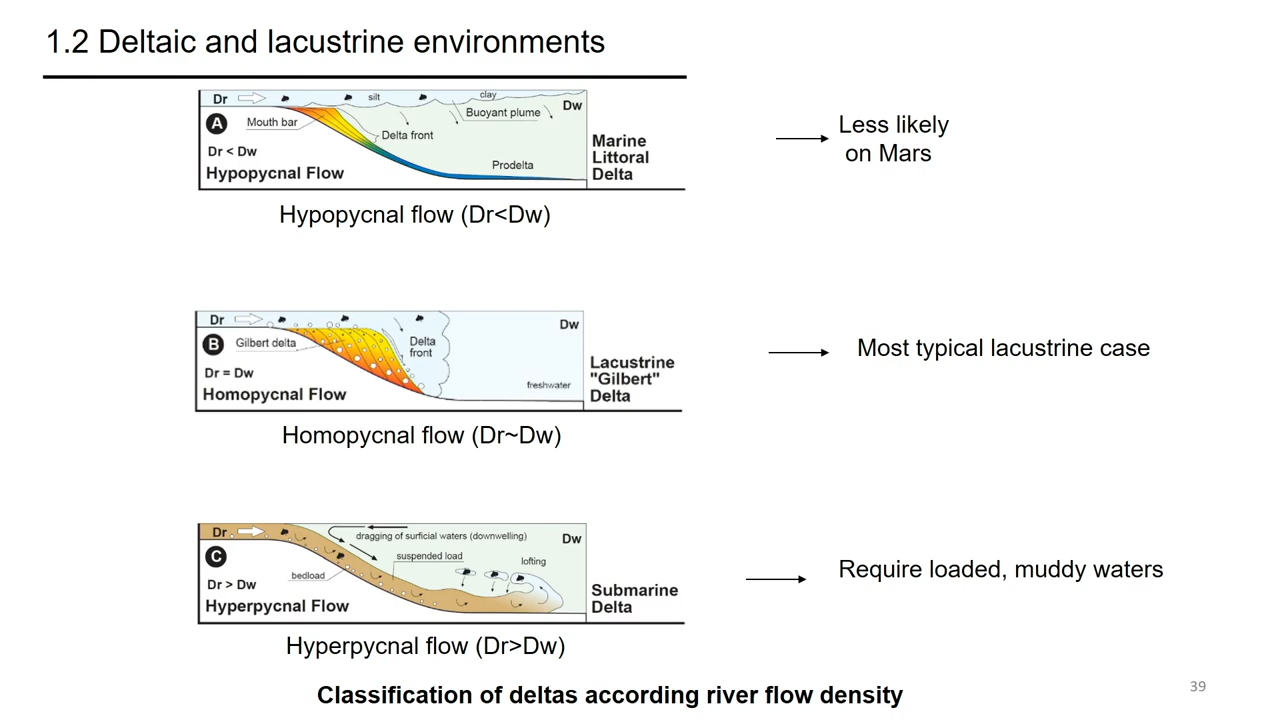 1.2 Deltaic and lacustrine environments
Dr
silt
clay
Dw
A
Mouth bar
Buoyant plume
Delta front
Dr < Dw
Prodelta
Hypopycnal Flow
Marine
Littoral
Delta
Less likely
on Mars
Hypopycnal flow (Dr<Dw)
Dr
Dw
B
Gilbert delta
Delta
front
Dr = Dw
freshwater
Homopycnal Flow
Lacustrine
"Gilbert"
Delta
Most typical lacustrine case
Homopycnal flow (Dr~Dw)
Dr
dragging of surficial waters (downwelling)
Dw
C
suspended load
lofting
bedload
Dr > Dw
Hyperpycnal Flow
Submarine
Delta
Require loaded, muddy waters
Hyperpycnal flow (Dr>Dw)
Classification of deltas according river flow density
39